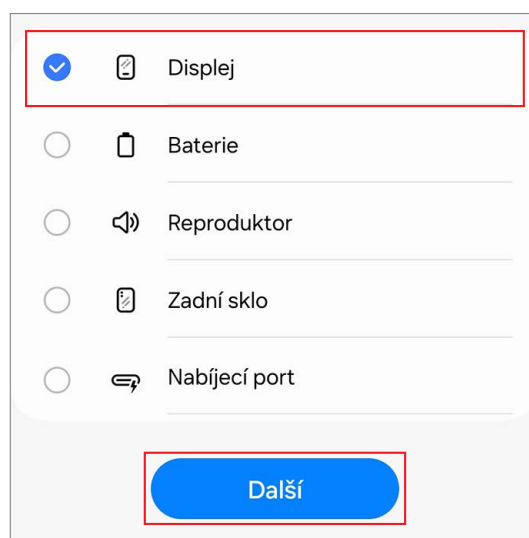 Displej
Baterie
Reproduktor
Zadní sklo
Nabíjecí port
Další